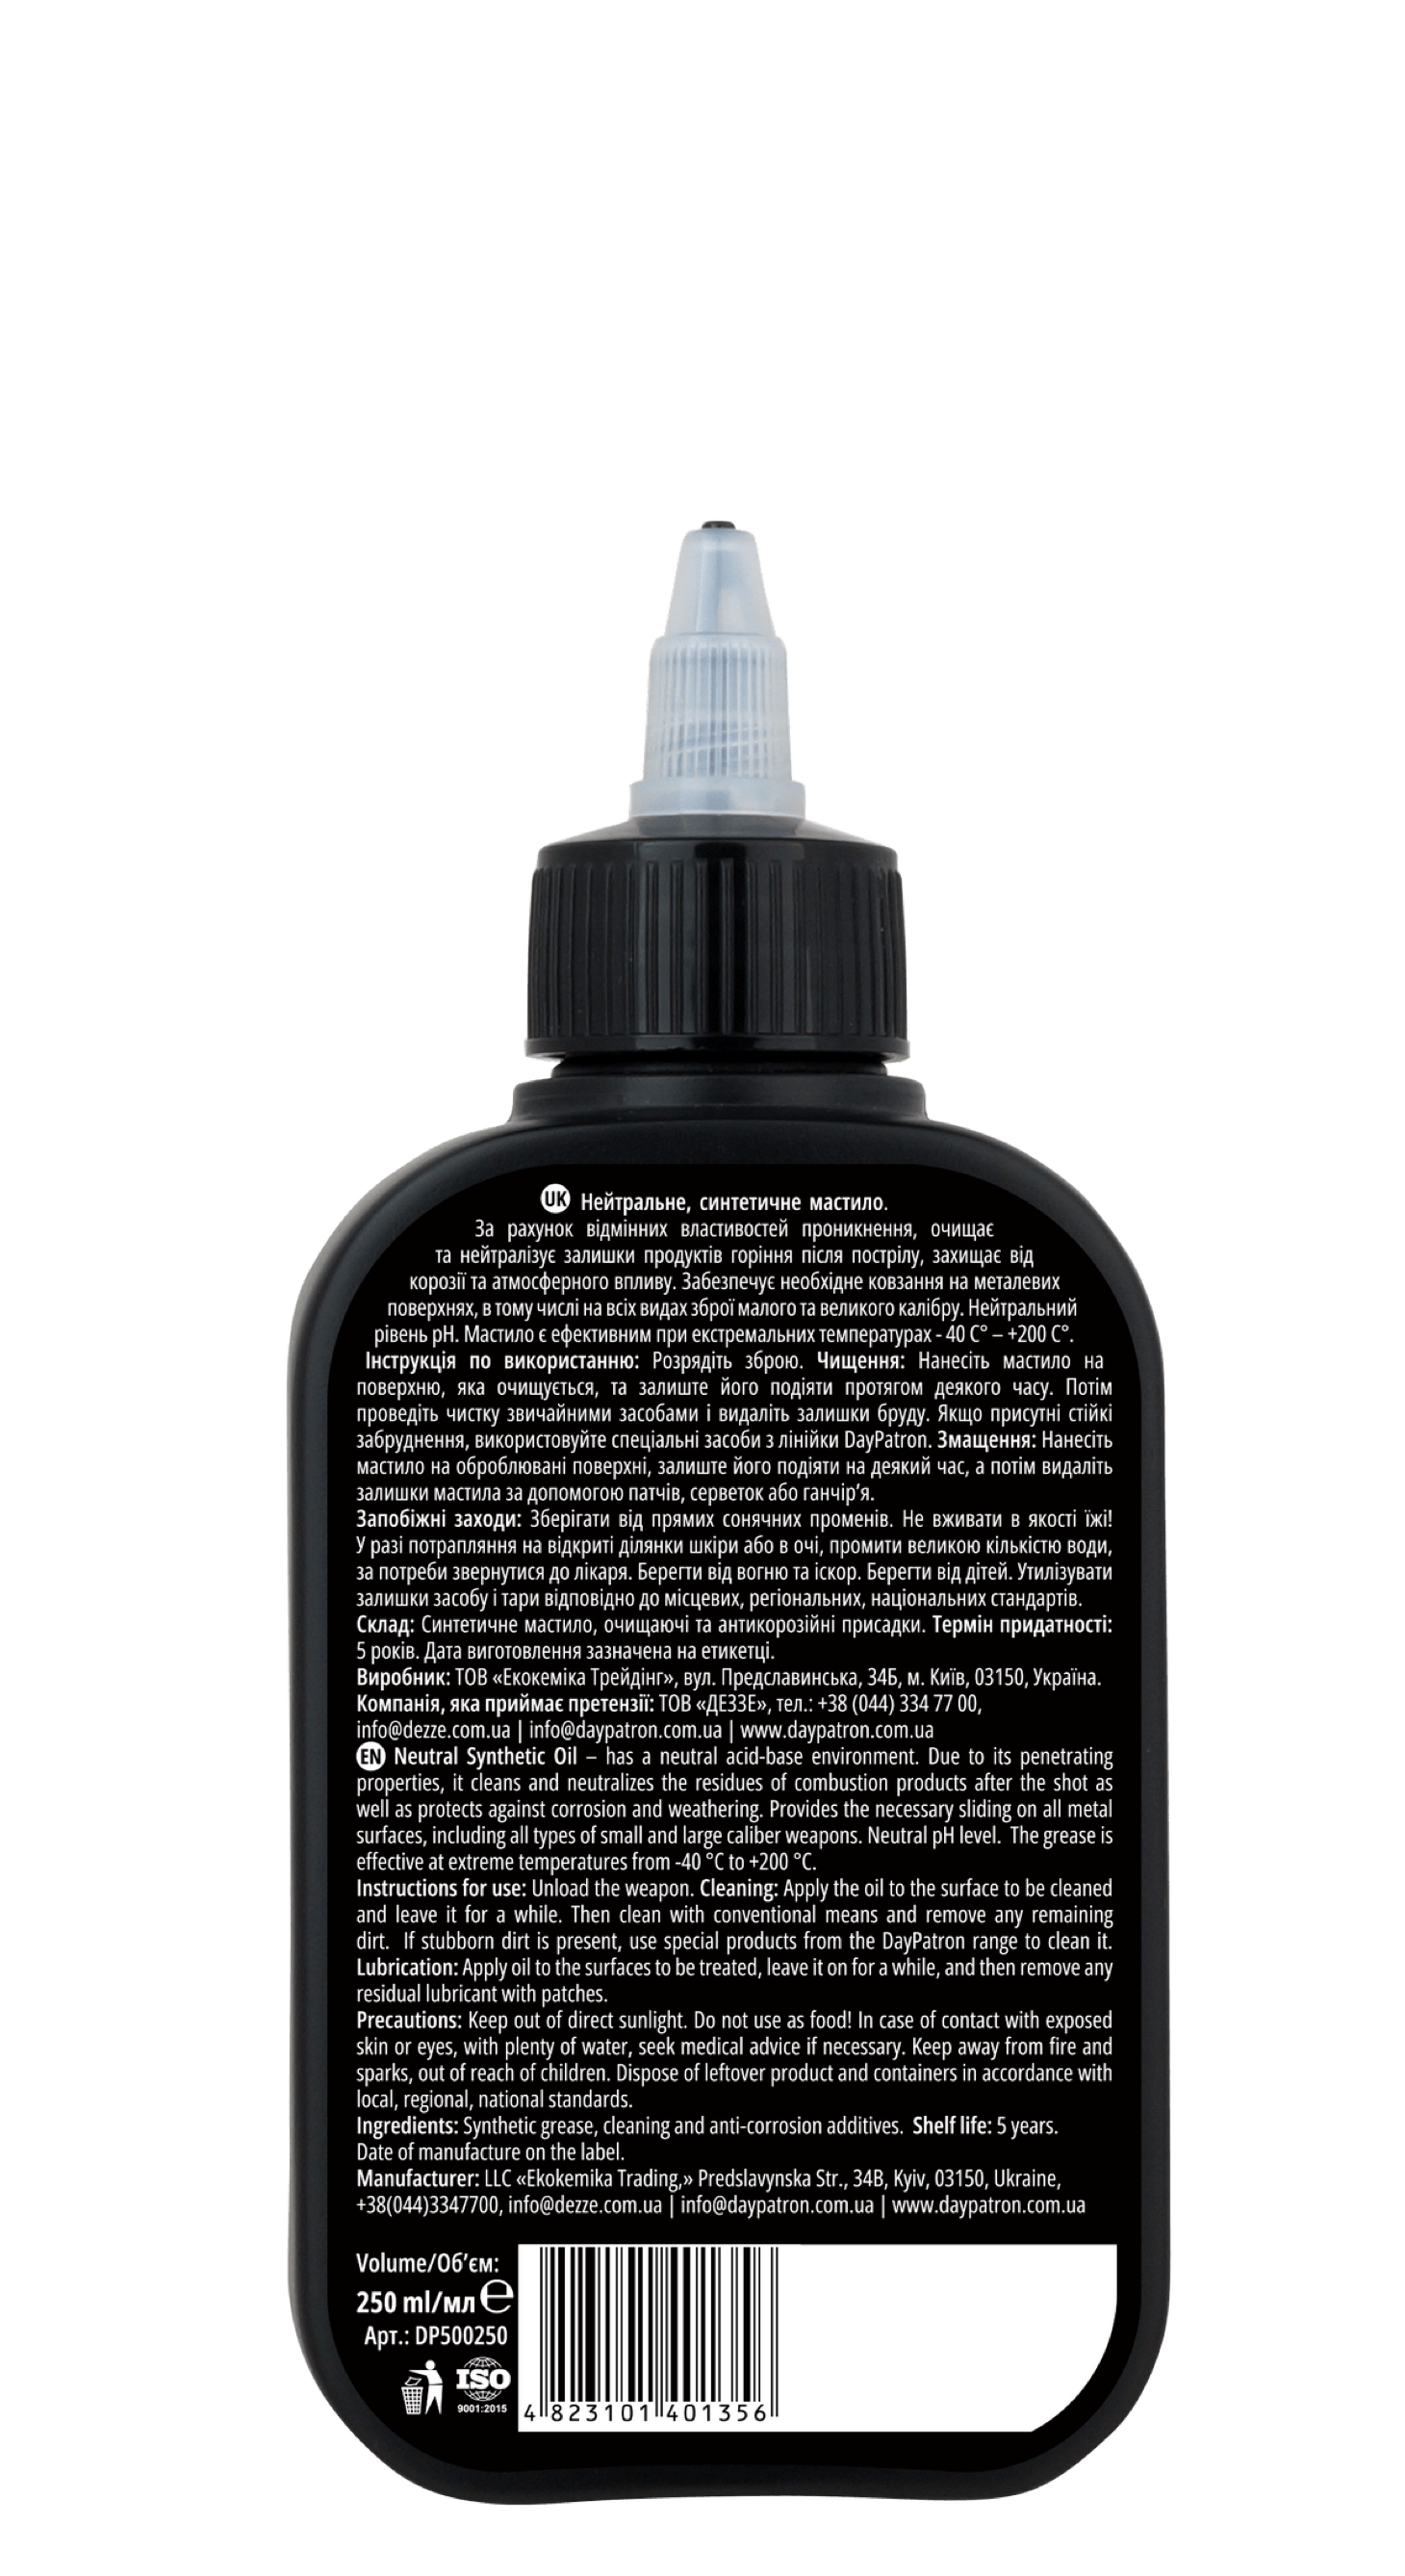 UK Нейтральне, синтетичне мастило.
За рахунок відмінних властивостей проникнення, очищає
та нейтралізує залишки продуктів горіння після пострілу, захищає від
корозії та атмосферного впливу. Забезпечує необхідне ковзання на металевих
поверхнях, в тому числі на всіх видах зброї малого та великого калібру. Нейтральний
рівень pH. Мастило є ефективним при екстремальних температурах - 40 С° – +200 С°.
Інструкція по використанню: Розрядіть зброю. Чищення: Нанесіть мастило на
поверхню, яка очищується, та залиште його подіяти протягом деякого часу. Потім
проведіть чистку звичайними засобами і видаліть залишки бруду. Якщо присутні стійкі
забруднення, використовуйте спеціальні засоби з лінійки DayPatron. Змащення: Нанесіть
мастило на оброблювані поверхні, залиште його подіяти на деякий час, а потім видаліть
залишки мастила за допомогою патчів, серветок або ганчір’я.
Запобіжні заходи: Зберігати від прямих сонячних променів. Не вживати в якості їжі!
У разі потрапляння на відкриті ділянки шкіри або в очі, промити великою кількістю води,
за потреби звернутися до лікаря. Берегти від вогню та іскор. Берегти від дітей. Утилізувати
залишки засобу і тари відповідно до місцевих, регіональних, національних стандартів.
Склад: Синтетичне мастило, очищаючі та антикорозійні присадки. Термін придатності:
5 років. Дата виготовлення зазначена на етикетці.
Виробник: ТОВ «Екокеміка Трейдінг», вул. Предславинська, 34Б, м. Київ, 03150, Україна.
Компанія, яка приймає претензії: ТОВ «ДЕЗЗЕ», тел.: +38 (044) 334 77 00,
info@dezze.com.ua | info@daypatron.com.ua | www.daypatron.com.ua
EN Neutral Synthetic Oil – has a neutral acid-base environment. Due to its penetrating
properties, it cleans and neutralizes the residues of combustion products after the shot as
well as protects against corrosion and weathering. Provides the necessary sliding on all metal
surfaces, including all types of small and large caliber weapons. Neutral pH level. The grease is
effective at extreme temperatures from -40 °C to +200 °C.
Instructions for use: Unload the weapon. Cleaning: Apply the oil to the surface to be cleaned
and leave it for a while. Then clean with conventional means and remove any remaining
dirt. If stubborn dirt is present, use special products from the DayPatron range to clean it.
Lubrication: Apply oil to the surfaces to be treated, leave it on for a while, and then remove any
residual lubricant with patches.
Precautions: Keep out of direct sunlight. Do not use as food! In case of contact with exposed
skin or eyes, with plenty of water, seek medical advice if necessary. Keep away from fire and
sparks, out of reach of children. Dispose of leftover product and containers in accordance with
local, regional, national standards.
Ingredients: Synthetic grease, cleaning and anti-corrosion additives. Shelf life: 5 years.
Date of manufacture on the label.
Manufacturer: LLC «Ekokemika Trading,» Predslavynska Str., 34B, Kyiv, 03150, Ukraine,
+38(044)3347700, info@dezze.com.ua | info@daypatron.com.ua | www.daypatron.com.ua
Volume/Об’єм:
250 ml/мл ℮
Арт.: DP500250
ISO
9001:2015
4 823101 401356